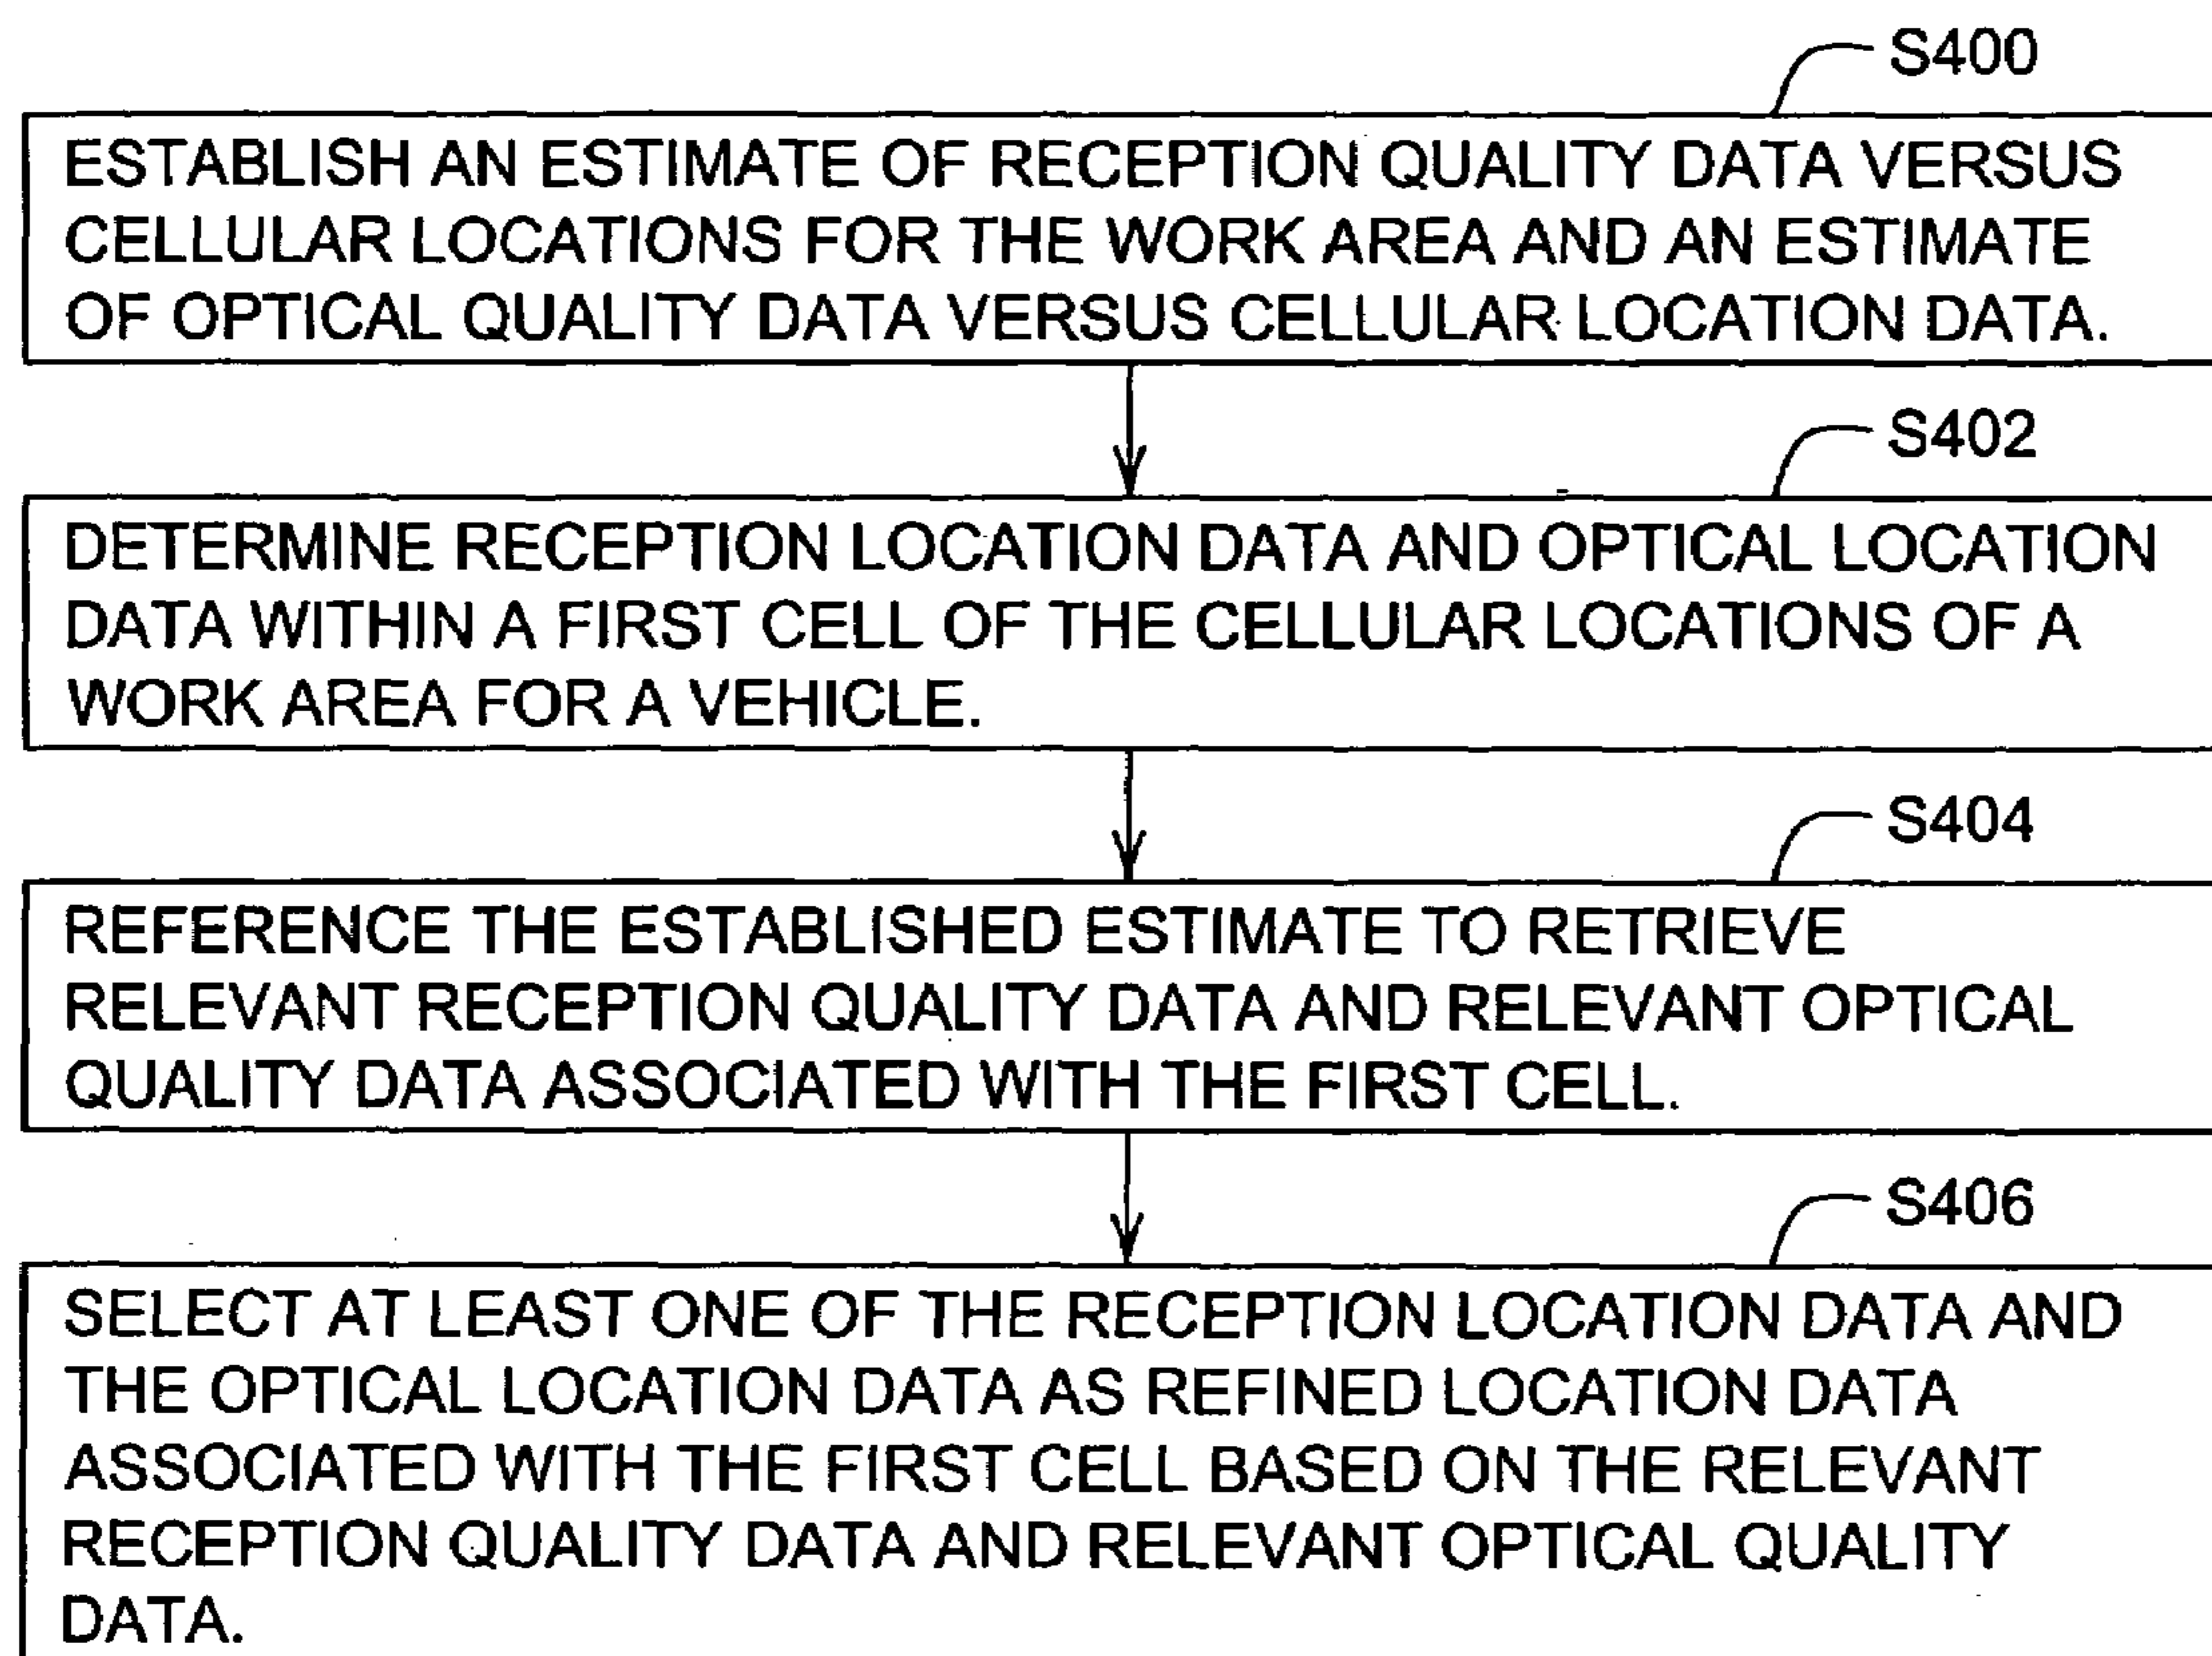 S400
ESTABLISH AN ESTIMATE OF RECEPTION QUALITY DATA VERSUS
CELLULAR LOCATIONS FOR THE WORK AREA AND AN ESTIMATE
OF OPTICAL QUALITY DATA VERSUS CELLULAR LOCATION DATA.
S402
DETERMINE RECEPTION LOCATION DATA AND OPTICAL LOCATION
DATA WITHIN A FIRST CELL OF THE CELLULAR LOCATIONS OF A
WORK AREA FOR A VEHICLE.
S404
REFERENCE THE ESTABLISHED ESTIMATE TO RETRIEVE
RELEVANT RECEPTION QUALITY DATA AND RELEVANT OPTICAL
QUALITY DATA ASSOCIATED WITH THE FIRST CELL.
S406
SELECT AT LEAST ONE OF THE RECEPTION LOCATION DATA AND
THE OPTICAL LOCATION DATA AS REFINED LOCATION DATA
ASSOCIATED WITH THE FIRST CELL BASED ON THE RELEVANT
RECEPTION QUALITY DATA AND RELEVANT OPTICAL QUALITY
DATA.